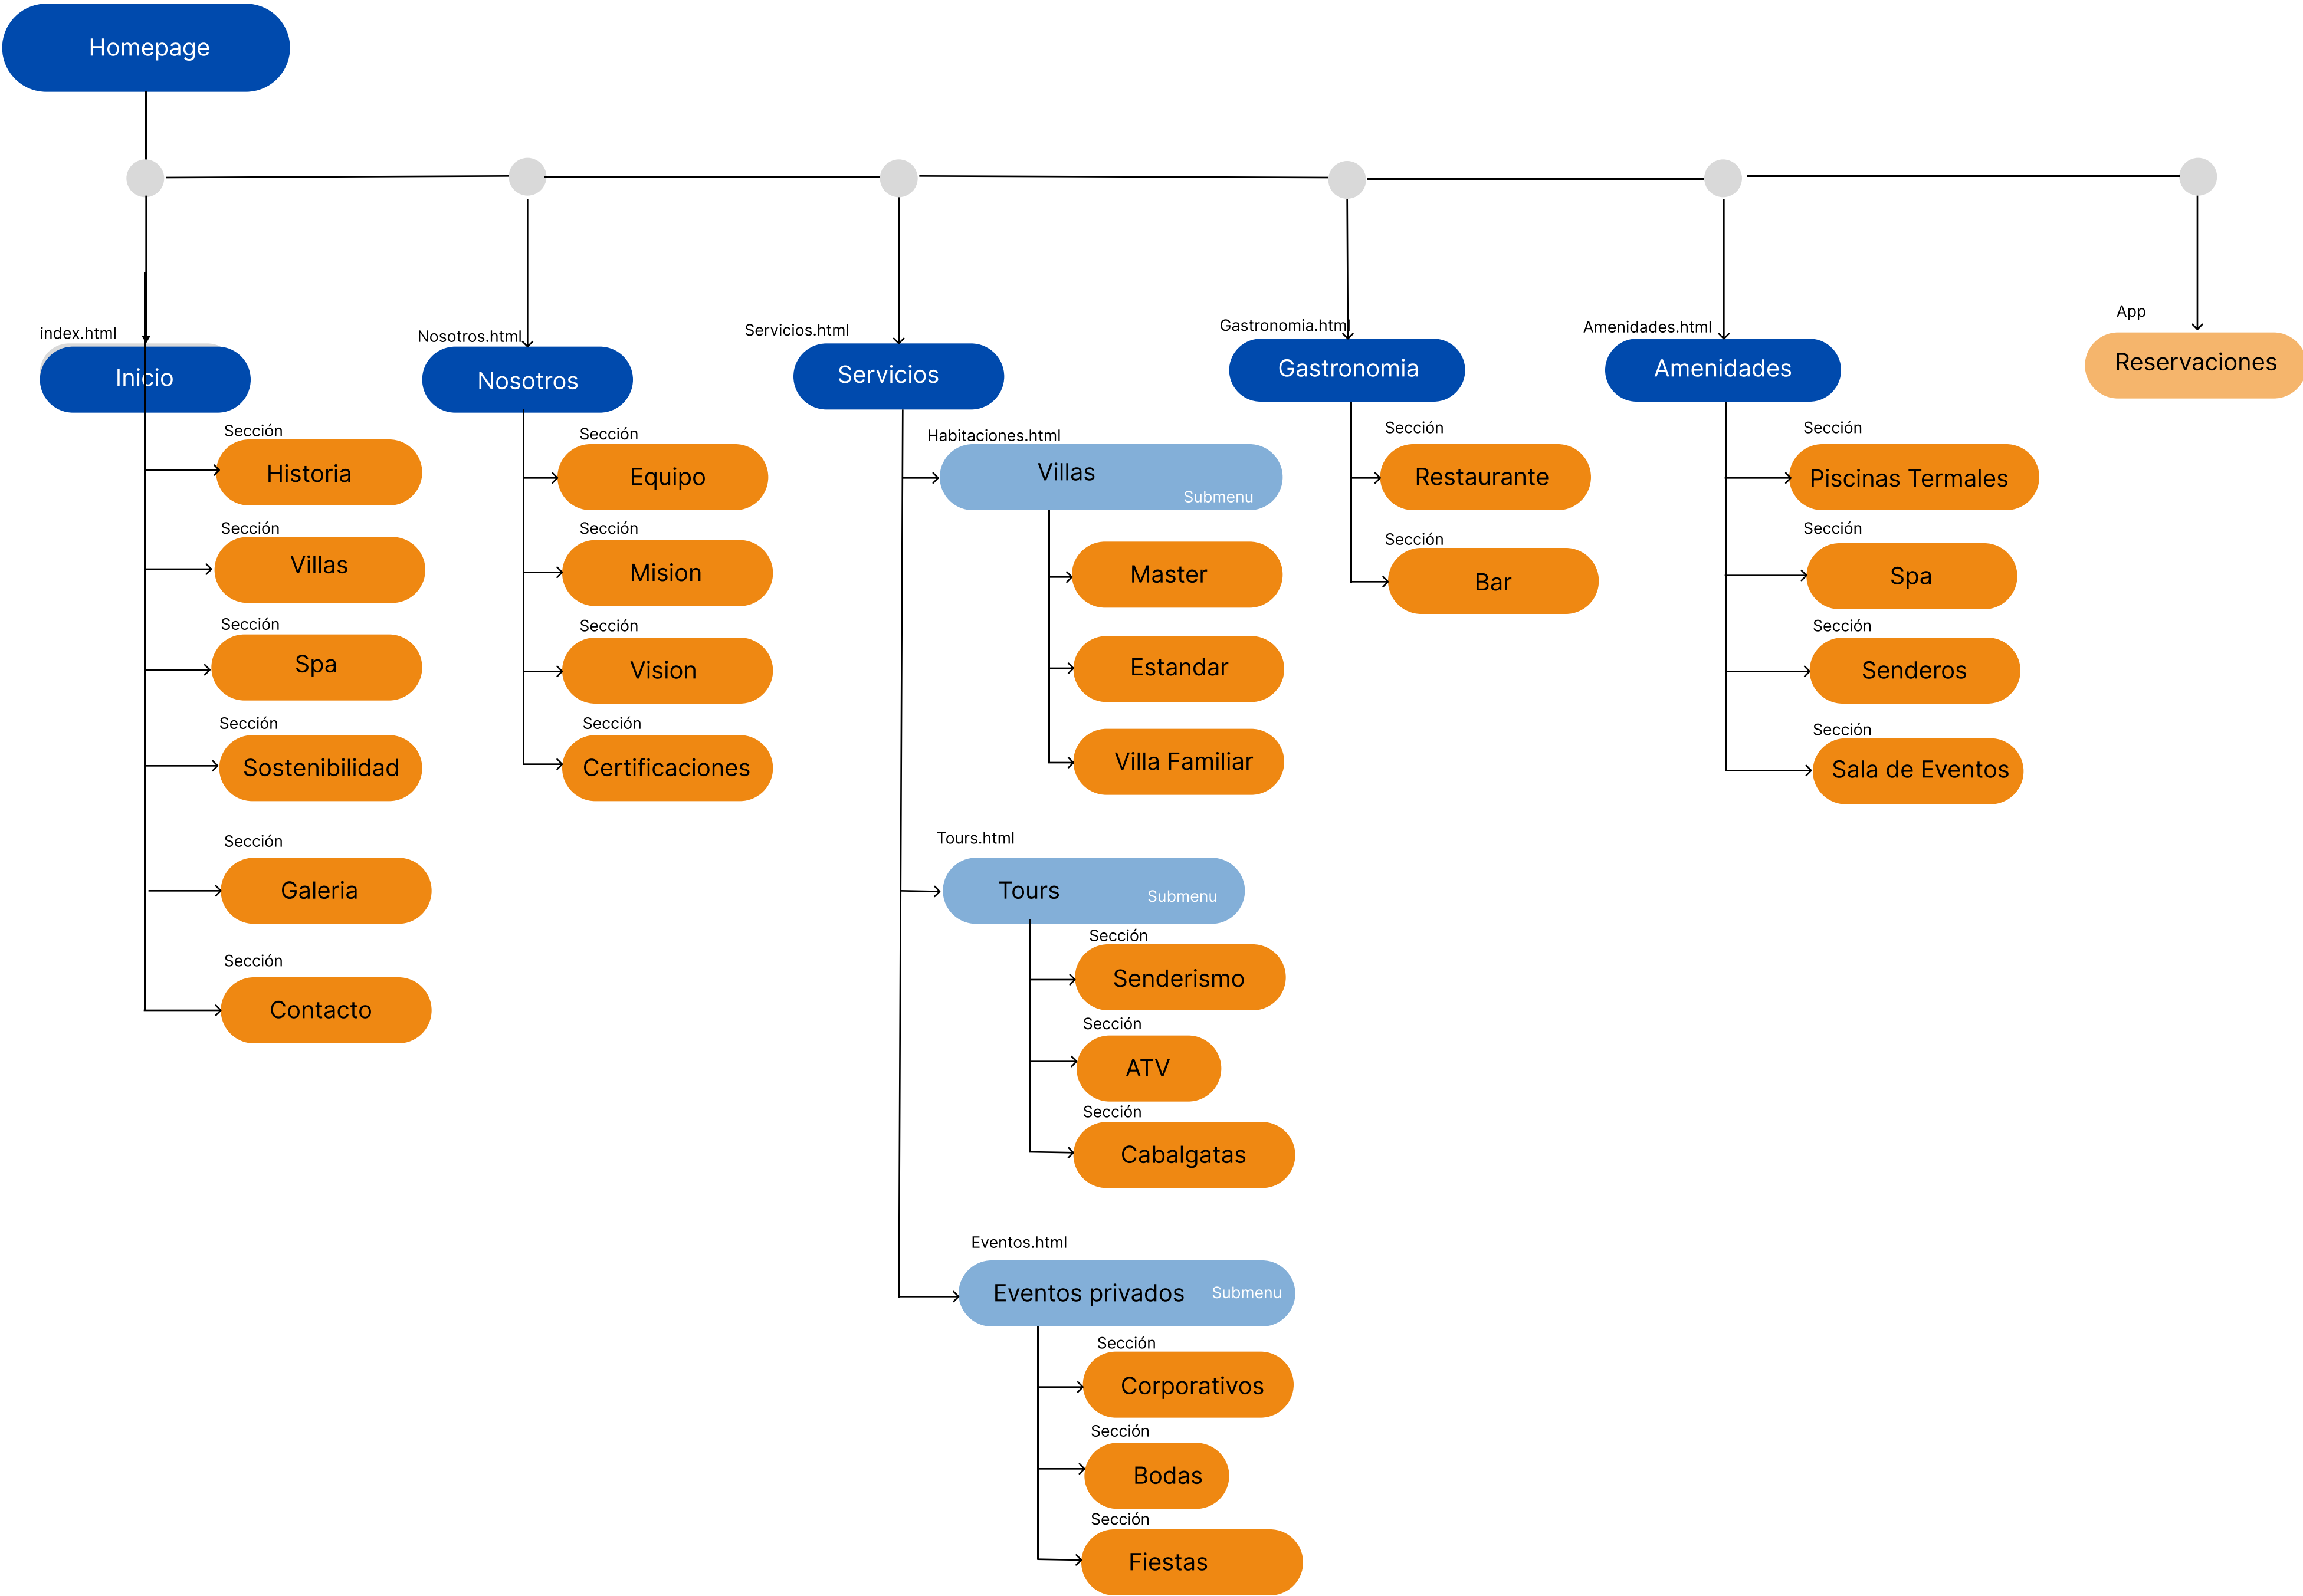 Homepage
index.html
Inicio
Sección
Historia
Sección
Villas
Sección
Spa
Sección
Sostenibilidad
Sección
Galeria
Sección
Contacto
Nosotros.html
Nosotros
Sección
Equipo
Sección
Mision
Sección
Vision
Sección
Certificaciones
Servicios.html
Servicios
Habitaciones.html
Villas
Submenu
Master
Estandar
Villa Familiar
Tours.html
Tours
Submenu
Sección
Senderismo
Sección
ATV
Sección
Cabalgatas
Eventos.html
Eventos privados
Submenu
Sección
Corporativos
Sección
Bodas
Sección
Fiestas
Gastronomia.html
Gastronomia
Sección
Restaurante
Sección
Bar
Amenidades.html
Amenidades
Sección
Piscinas Termales
Sección
Spa
Sección
Senderos
Sección
Sala de Eventos
App
Reservaciones